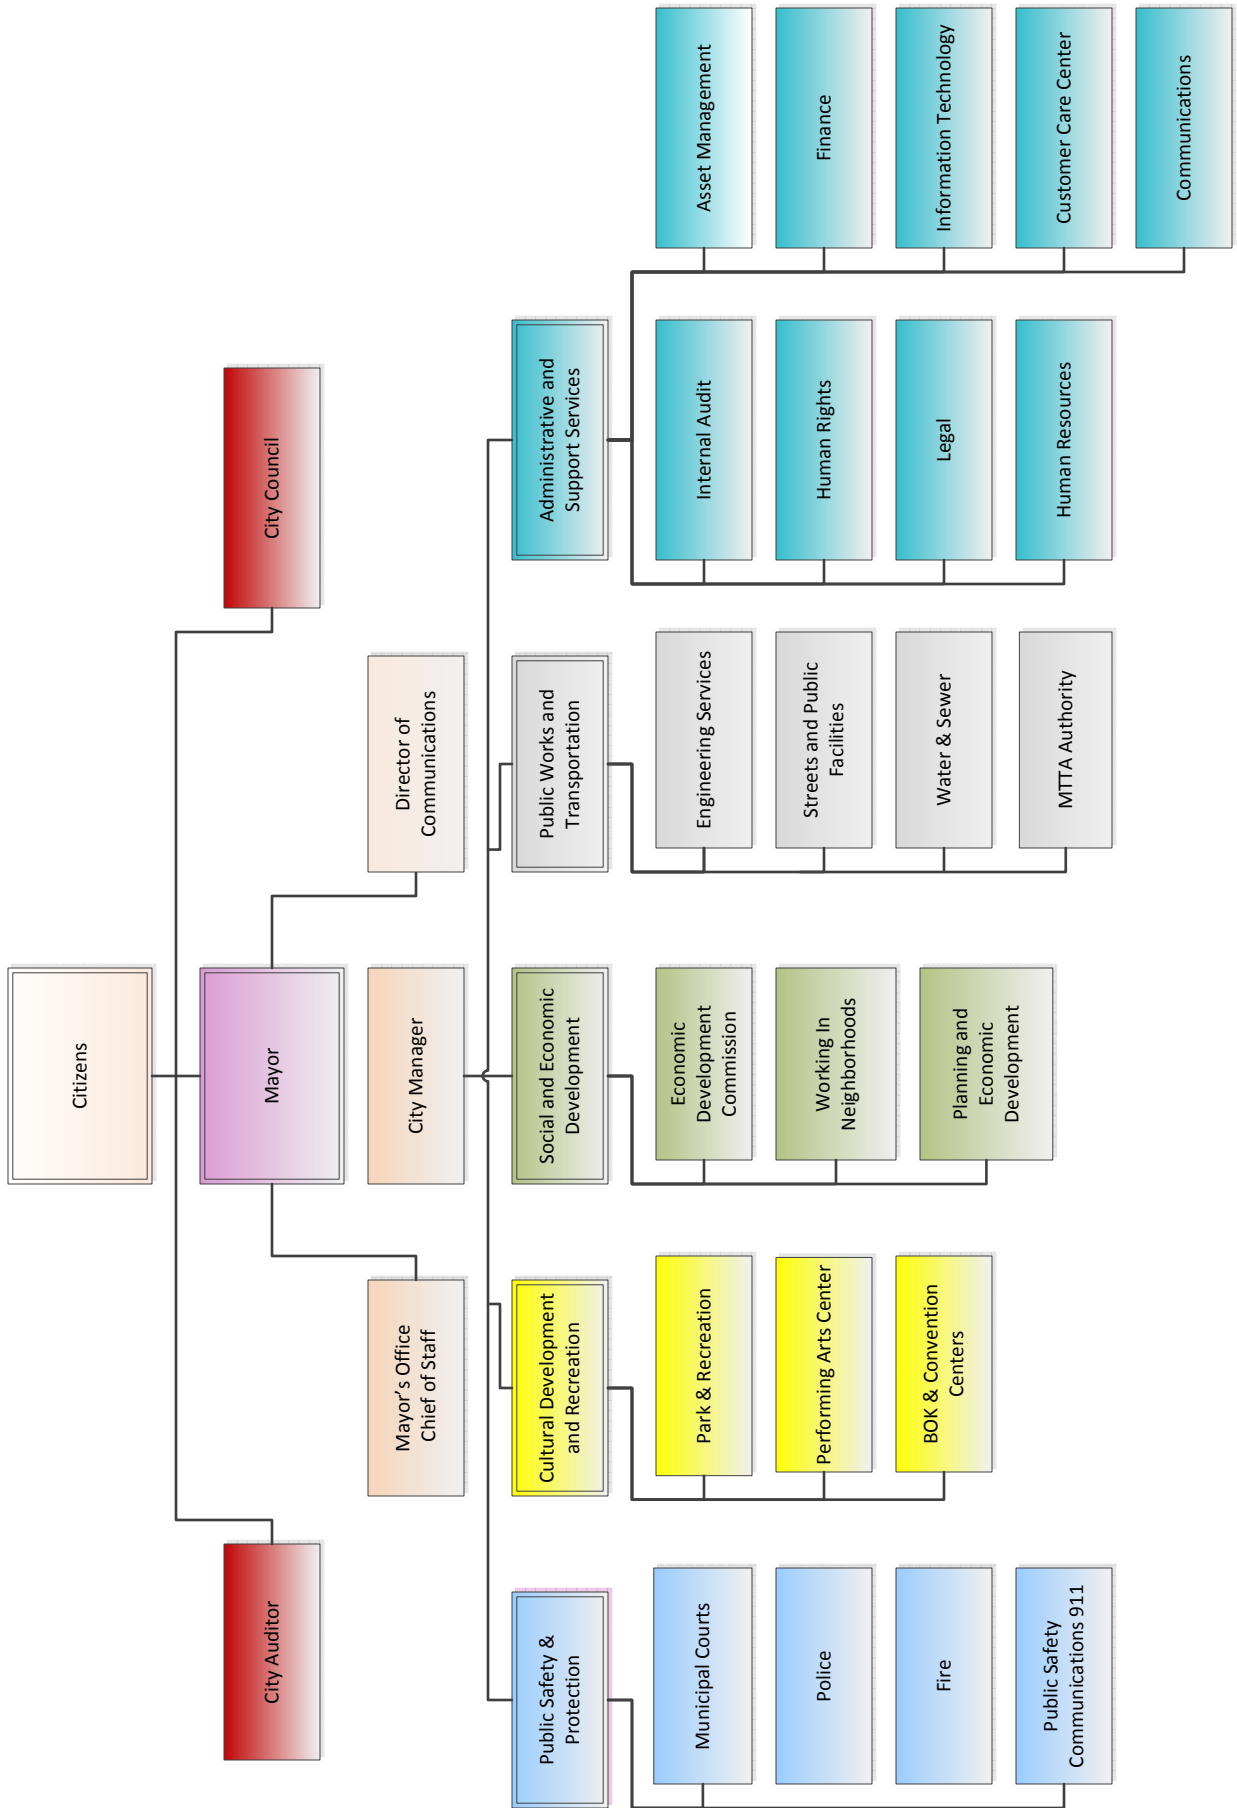 Citizens
City Auditor
Mayor
City Council
Mayor’s Office
Chief of Staff
City Manager
Director of
Communications
Public Safety &
Protection
Cultural Development
and Recreation
Social and Economic
Development
Public Works and
Transportation
Administrative and
Support Services
Municipal Courts
Police
Fire
Public Safety
Communications 911
Park & Recreation
Performing Arts Center
BOK & Convention
Centers
Economic
Development
Commission
Working In
Neighborhoods
Planning and
Economic
Development
Engineering Services
Streets and Public
Facilities
Water & Sewer
MTTA Authority
Internal Audit
Human Rights
Legal
Human Resources
Asset Management
Finance
Information Technology
Customer Care Center
Communications